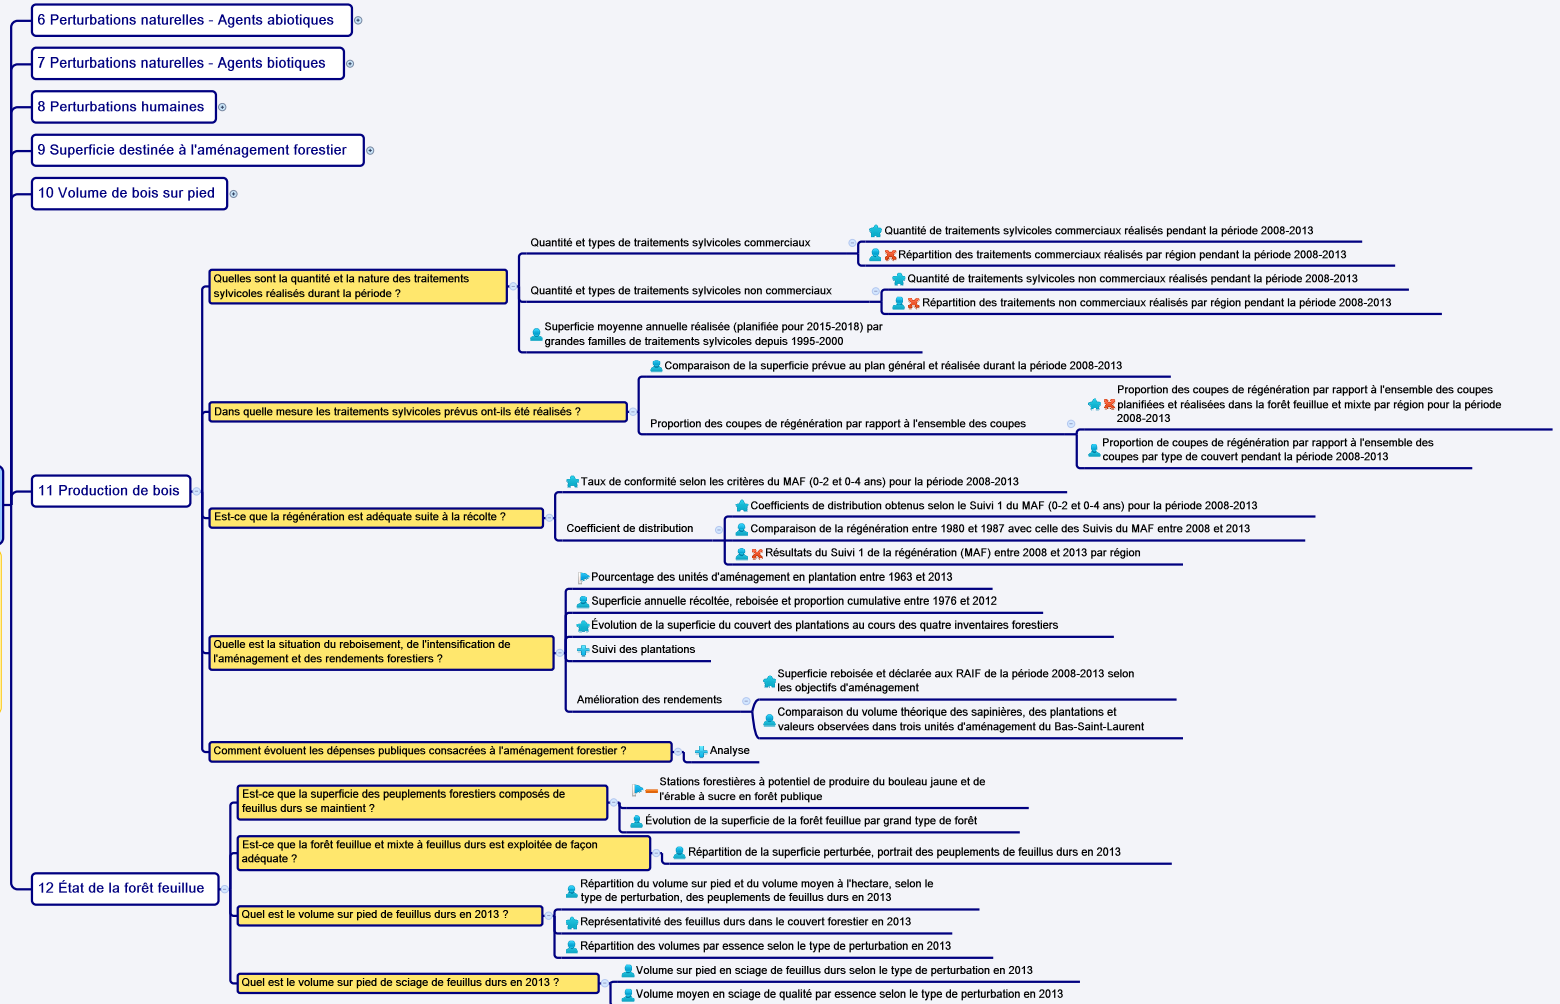 6 Perturbations naturelles - Agents abiotiques
7 Perturbations naturelles - Agents biotiques
8 Perturbations humaines
9 Superficie destinée à l'aménagement forestier
10 Volume de bois sur pied
11 Production de bois
Quelles sont la quantité et la nature des traitements
sylvicoles réalisés durant la période ?
Quantité et types de traitements sylvicoles commerciaux
Quantité de traitements sylvicoles commerciaux réalisés pendant la période 2008-2013
Répartition des traitements commerciaux réalisés par région pendant la période 2008-2013
Quantité et types de traitements sylvicoles non commerciaux
Quantité de traitements sylvicoles non commerciaux réalisés pendant la période 2008-2013
Répartition des traitements non commerciaux réalisés par région pendant la période 2008-2013
Superficie moyenne annuelle réalisée (planifiée pour 2015-2018) par
grandes familles de traitements sylvicoles depuis 1995-2000
Dans quelle mesure les traitements sylvicoles prévus ont-ils été réalisés ?
Comparaison de la superficie prévue au plan général et réalisée durant la période 2008-2013
Proportion des coupes de régénération par rapport à l'ensemble des coupes
Proportion des coupes de régénération par rapport à l'ensemble des coupes
planifiées et réalisées dans la forêt feuillue et mixte par région pour la période
2008-2013
Proportion de coupes de régénération par rapport à l'ensemble des
coupes par type de couvert pendant la période 2008-2013
Est-ce que la régénération est adéquate suite à la récolte ?
Taux de conformité selon les critères du MAF (0-2 et 0-4 ans) pour la période 2008-2013
Coefficient de distribution
Coefficients de distribution obtenus selon le Suivi 1 du MAF (0-2 et 0-4 ans) pour la période 2008-2013
Comparaison de la régénération entre 1980 et 1987 avec celle des Suivis du MAF entre 2008 et 2013
Résultats du Suivi 1 de la régénération (MAF) entre 2008 et 2013 par région
Quelle est la situation du reboisement, de l'intensification de
l'aménagement et des rendements forestiers ?
Pourcentage des unités d'aménagement en plantation entre 1963 et 2013
Superficie annuelle récoltée, reboisée et proportion cumulative entre 1976 et 2012
Évolution de la superficie du couvert des plantations au cours des quatre inventaires forestiers
Suivi des plantations
Amélioration des rendements
Superficie reboisée et déclarée aux RAIF de la période 2008-2013 selon
les objectifs d'aménagement
Comparaison du volume théorique des sapinières, des plantations et
valeurs observées dans trois unités d'aménagement du Bas-Saint-Laurent
Comment évoluent les dépenses publiques consacrées à l'aménagement forestier ?
Analyse
12 État de la forêt feuillue
Est-ce que la superficie des peuplements forestiers composés de
feuillus durs se maintient ?
Stations forestières à potentiel de produire du bouleau jaune et de
l'érable à sucre en forêt publique
Évolution de la superficie de la forêt feuillue par grand type de forêt
Est-ce que la forêt feuillue et mixte à feuillus durs est exploitée de façon
adéquate ?
Répartition de la superficie perturbée, portrait des peuplements de feuillus durs en 2013
Quel est le volume sur pied de feuillus durs en 2013 ?
Répartition du volume sur pied et du volume moyen à l'hectare, selon le
type de perturbation, des peuplements de feuillus durs en 2013
Représentativité des feuillus durs dans le couvert forestier en 2013
Répartition des volumes par essence selon le type de perturbation en 2013
Quel est le volume sur pied de sciage de feuillus durs en 2013 ?
Volume sur pied en sciage de feuillus durs selon le type de perturbation en 2013
Volume moyen en sciage de qualité par essence selon le type de perturbation en 2013